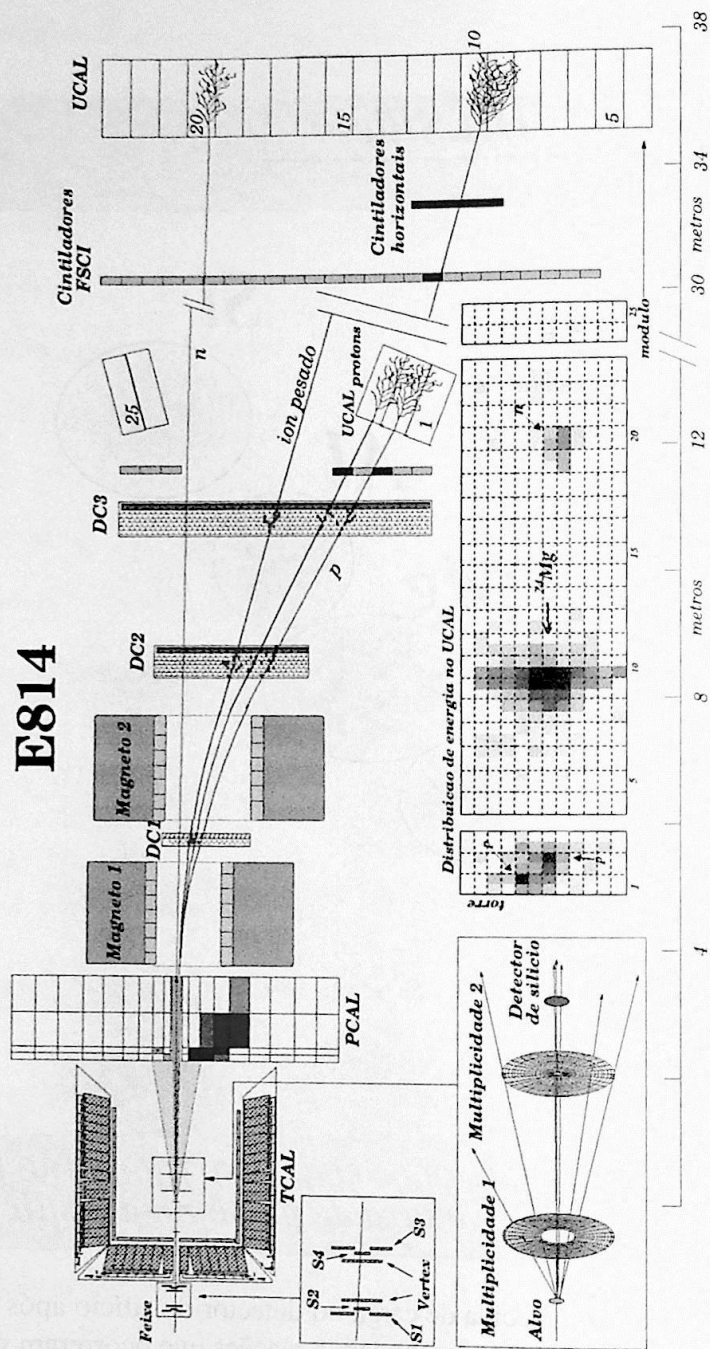 E814
Feixe
TCAL
PCAL
Magneto 1
DC1
Magneto 2
DC2
DC3
25
n
ion pesado
p
UCAL protons
1
Cintiladores
FSCI
Cintiladores
horizontais
UCAL
20
15
10
5
S1
S2
S4
S3
Vertex
Alvo
Multiplicidade 1
Multiplicidade 2
Detector
de silicio
Distribuicao de energia no UCAL
torre
p
p
²⁴Mg
n
1
5
10
15
20
25
modulo
4
8
metros
12
30
metros
34
38